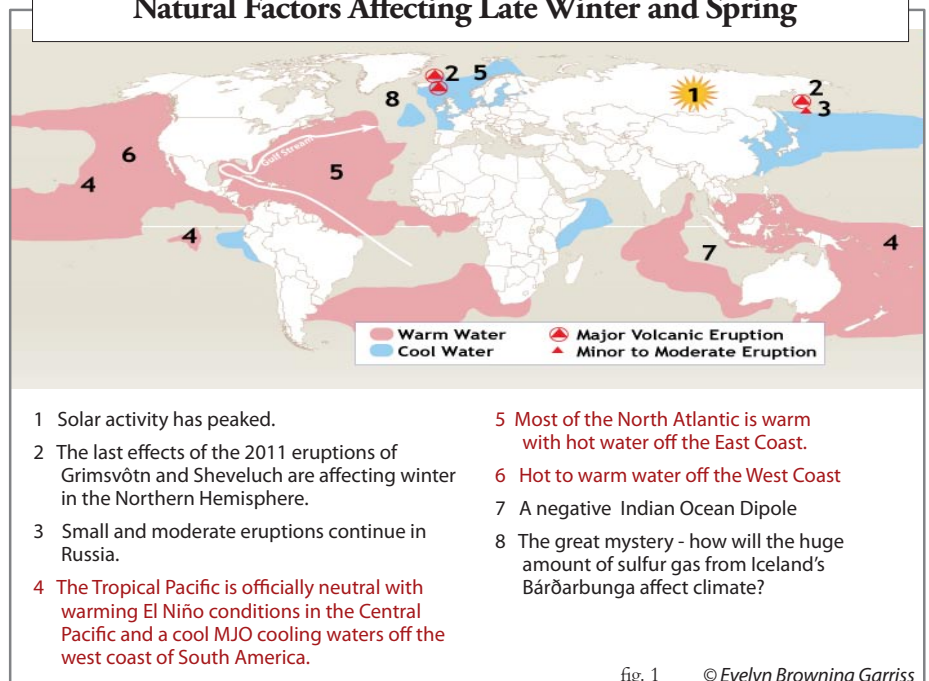 Natural Factors Affecting Late Winter and Spring
2
5
8
1
2
3
6
Gulf Stream
5
4
4
7
4
Warm Water
Major Volcanic Eruption
Cool Water
Minor to Moderate Eruption
1 Solar activity has peaked.
2 The last effects of the 2011 eruptions of
Grimsvôtn and Sheveluch are affecting winter
in the Northern Hemisphere.
3 Small and moderate eruptions continue in
Russia.
4 The Tropical Pacific is officially neutral with
warming El Niño conditions in the Central
Pacific and a cool MJO cooling waters off the
west coast of South America.
5 Most of the North Atlantic is warm
with hot water off the East Coast.
6 Hot to warm water off the West Coast
7 A negative Indian Ocean Dipole
8 The great mystery - how will the huge
amount of sulfur gas from Iceland's
Bárðarbunga affect climate?
fig. 1 © Evelyn Browning Garriss